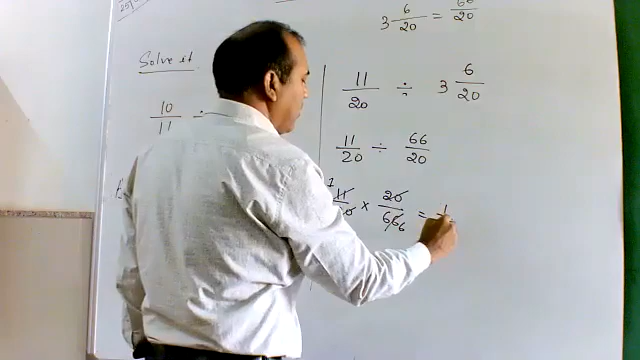 3 6/20 = 66/20
Solve it
10/11 ÷
11/20 ÷ 3 6/20
11/20 ÷ 66/20
1
11/20 × 20/66 6 = 1